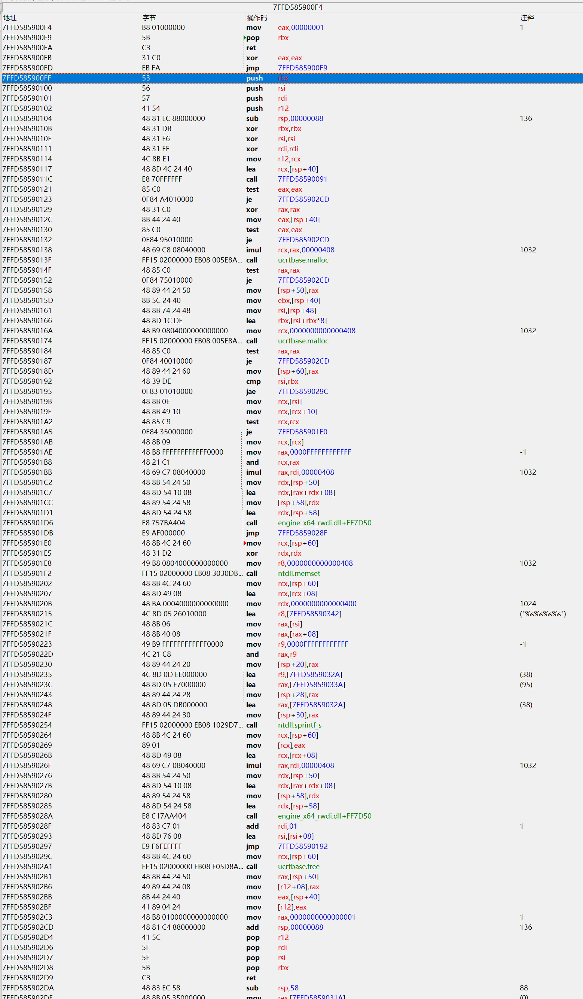 7FFD585900F4
地址 字节 操作码 注释
7FFD585900F4 B8 01000000 mov eax,00000001 1
7FFD585900F9 5B pop rbx
7FFD585900FA C3 ret
7FFD585900FB 31 C0 xor eax,eax
7FFD585900FD EB FA jmp 7FFD585900F9
7FFD585900FF 53 push rbx
7FFD58590100 56 push rsi
7FFD58590101 57 push rdi
7FFD58590102 41 54 push r12
7FFD58590104 48 81 EC 88000000 sub rsp,00000088 136
7FFD5859010B 48 31 DB xor rbx,rbx
7FFD5859010E 48 31 F6 xor rsi,rsi
7FFD58590111 48 31 FF xor rdi,rdi
7FFD58590114 4C 8B E1 mov r12,rcx
7FFD58590117 48 8D 4C 24 40 lea rcx,[rsp+40]
7FFD5859011C E8 70FFFFFF call 7FFD58590091
7FFD58590121 85 C0 test eax,eax
7FFD58590123 0F84 A4010000 je 7FFD585902CD
7FFD58590129 48 31 C0 xor rax,rax
7FFD5859012C 8B 44 24 40 mov eax,[rsp+40]
7FFD58590130 85 C0 test eax,eax
7FFD58590132 0F84 95010000 je 7FFD585902CD
7FFD58590138 48 69 C8 08040000 imul rcx,rax,00000408 1032
7FFD5859013F FF15 02000000 EB08 005E8A... call ucrtbase.malloc
7FFD5859014F 48 85 C0 test rax,rax
7FFD58590152 0F84 75010000 je 7FFD585902CD
7FFD58590158 48 89 44 24 50 mov [rsp+50],rax
7FFD5859015D 8B 5C 24 40 mov ebx,[rsp+40]
7FFD58590161 48 8B 74 24 48 mov rsi,[rsp+48]
7FFD58590166 48 8D 1C DE lea rbx,[rsi+rbx*8]
7FFD5859016A 48 B9 0804000000000000 mov rcx,0000000000000408 1032
7FFD58590174 FF15 02000000 EB08 005E8A... call ucrtbase.malloc
7FFD58590184 48 85 C0 test rax,rax
7FFD58590187 0F84 40010000 je 7FFD585902CD
7FFD5859018D 48 89 44 24 60 mov [rsp+60],rax
7FFD58590192 48 39 DE cmp rsi,rbx
7FFD58590195 0F83 01010000 jae 7FFD5859029C
7FFD5859019B 48 8B 0E mov rcx,[rsi]
7FFD5859019E 48 8B 49 10 mov rcx,[rcx+10]
7FFD585901A2 48 85 C9 test rcx,rcx
7FFD585901A5 0F84 35000000 je 7FFD585901E0
7FFD585901AB 48 8B 09 mov rcx,[rcx]
7FFD585901AE 48 B8 FFFFFFFFFFFF0000 mov rax,0000FFFFFFFFFFFF -1
7FFD585901B8 48 21 C1 and rcx,rax
7FFD585901BB 48 69 C7 08040000 imul rax,rdi,00000408 1032
7FFD585901C2 48 8B 54 24 50 mov rdx,[rsp+50]
7FFD585901C7 48 8D 54 10 08 lea rdx,[rax+rdx+08]
7FFD585901CC 48 89 54 24 58 mov [rsp+58],rdx
7FFD585901D1 48 8D 54 24 58 lea rdx,[rsp+58]
7FFD585901D6 E8 757BA404 call engine_x64_rwdi.dll+FF7D50
7FFD585901DB E9 AF000000 jmp 7FFD5859028F
7FFD585901E0 48 8B 4C 24 60 mov rcx,[rsp+60]
7FFD585901E5 48 31 D2 xor rdx,rdx
7FFD585901E8 49 B8 0804000000000000 mov r8,0000000000000408 1032
7FFD585901F2 FF15 02000000 EB08 3030DB... call ntdll.memset
7FFD58590202 48 8B 4C 24 60 mov rcx,[rsp+60]
7FFD58590207 48 8D 49 08 lea rcx,[rcx+08]
7FFD5859020B 48 BA 0004000000000000 mov rdx,0000000000000400 1024
7FFD58590215 4C 8D 05 26010000 lea r8,[7FFD58590342] ("%s%s%s%s")
7FFD5859021C 48 8B 06 mov rax,[rsi]
7FFD5859021F 48 8B 40 08 mov rax,[rax+08]
7FFD58590223 49 B9 FFFFFFFFFFFF0000 mov r9,0000FFFFFFFFFFFF -1
7FFD5859022D 4C 21 C8 and rax,r9
7FFD58590230 48 89 44 24 20 mov [rsp+20],rax
7FFD58590235 4C 8D 0D EE000000 lea r9,[7FFD5859032A] (38)
7FFD5859023C 48 8D 05 F7000000 lea rax,[7FFD5859033A] (95)
7FFD58590243 48 89 44 24 28 mov [rsp+28],rax
7FFD58590248 48 8D 05 DB000000 lea rax,[7FFD5859032A] (38)
7FFD5859024F 48 89 44 24 30 mov [rsp+30],rax
7FFD58590254 FF15 02000000 EB08 1029D7... call ntdll.sprintf_s
7FFD58590264 48 8B 4C 24 60 mov rcx,[rsp+60]
7FFD58590269 89 01 mov [rcx],eax
7FFD5859026B 48 8D 49 08 lea rcx,[rcx+08]
7FFD5859026F 48 69 C7 08040000 imul rax,rdi,00000408 1032
7FFD58590276 48 8B 54 24 50 mov rdx,[rsp+50]
7FFD5859027B 48 8D 54 10 08 lea rdx,[rax+rdx+08]
7FFD58590280 48 89 54 24 58 mov [rsp+58],rdx
7FFD58590285 48 8D 54 24 58 lea rdx,[rsp+58]
7FFD5859028A E8 C17AA404 call engine_x64_rwdi.dll+FF7D50
7FFD5859028F 48 83 C7 01 add rdi,01 1
7FFD58590293 48 8D 76 08 lea rsi,[rsi+08]
7FFD58590297 E9 F6FEFFFF jmp 7FFD58590192
7FFD5859029C 48 8B 4C 24 60 mov rcx,[rsp+60]
7FFD585902A1 FF15 02000000 EB08 E05D8A... call ucrtbase.free
7FFD585902B1 48 8B 44 24 50 mov rax,[rsp+50]
7FFD585902B6 49 89 44 24 08 mov [r12+08],rax
7FFD585902BB 8B 44 24 40 mov eax,[rsp+40]
7FFD585902BF 41 89 04 24 mov [r12],eax
7FFD585902C3 48 B8 0100000000000000 mov rax,0000000000000001 1
7FFD585902CD 48 81 C4 88000000 add rsp,00000088 136
7FFD585902D4 41 5C pop r12
7FFD585902D6 5F pop rdi
7FFD585902D7 5E pop rsi
7FFD585902D8 5B pop rbx
7FFD585902D9 C3 ret
7FFD585902DA 48 83 EC 58 sub rsp,58 88
7FFD585902DE 48 8B 05 35000000 mov rax,[7FFD5859031A] (0)